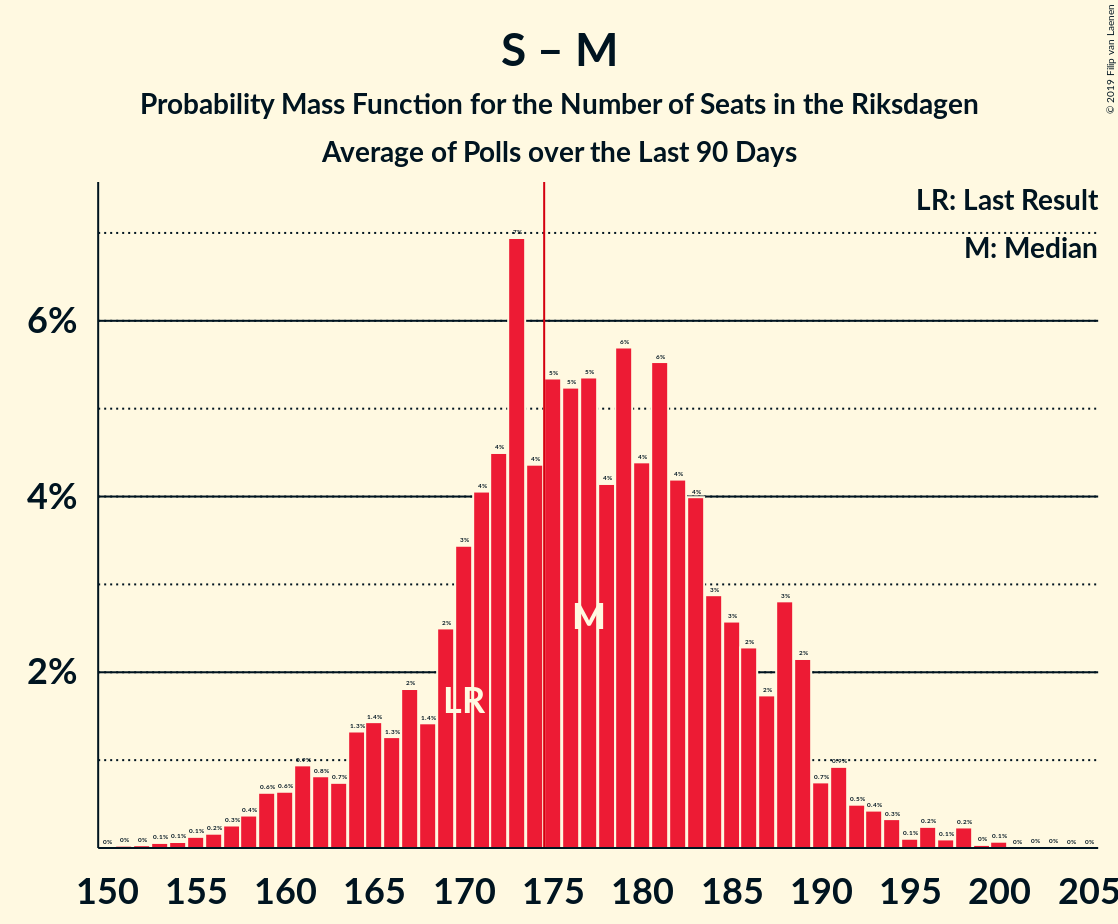 S – M
Probability Mass Function for the Number of Seats in the Riksdagen
Average of Polls over the Last 90 Days
© 2019 Filip van Laenen
LR: Last Result
M: Median
6%
4%
2%
0% 0% 0% 0.1% 0.1% 0.1% 0.2% 0.3% 0.4% 0.6% 0.6% 0.9% 0.8% 0.7% 1.3% 1.4% 1.3% 2% 1.4% 2% 3% 4% 4% 7% 4% 5% 5% 5% 4% 6% 4% 6% 4% 4% 3% 3% 2% 2% 3% 2% 0.7% 0.9% 0.5% 0.4% 0.3% 0.1% 0.2% 0.1% 0.2% 0% 0.1% 0% 0% 0% 0% 0%
M
LR
150 155 160 165 170 175 180 185 190 195 200 205